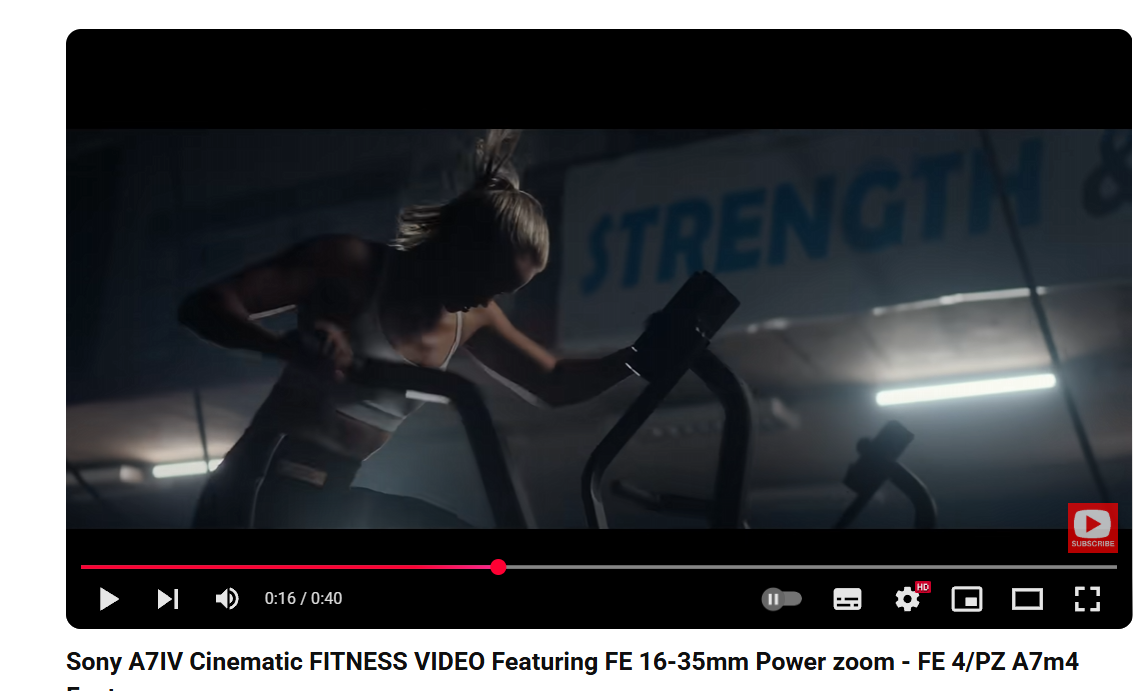 STRENGTH &
SUBSCRIBE
0:16 / 0:40
HD
Sony A7IV Cinematic FITNESS VIDEO Featuring FE 16-35mm Power zoom - FE 4/PZ A7m4